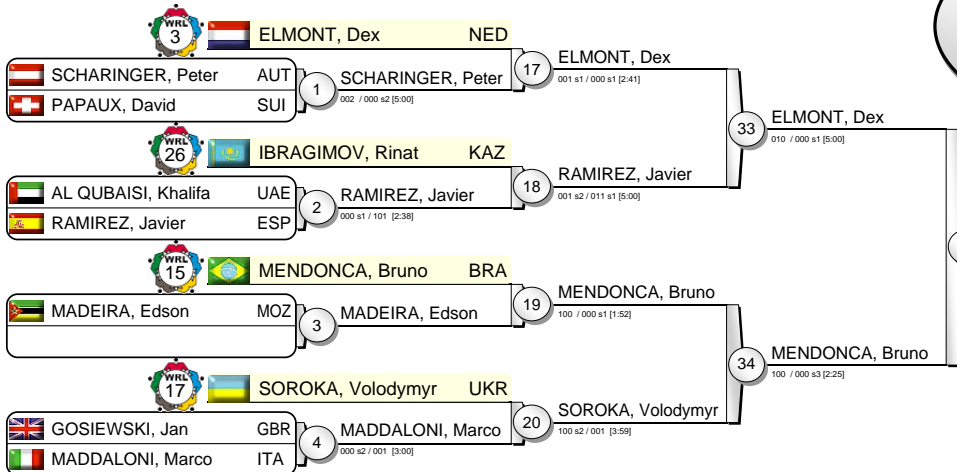 WRL
3
ELMONT, Dex NED
SCHARINGER, Peter AUT
PAPAUX, David SUI
1
SCHARINGER, Peter
002 / 000 s2 [5:00]
17
ELMONT, Dex
001 s1 / 000 s1 [2:41]
WRL
26
IBRAGIMOV, Rinat KAZ
AL QUBAISI, Khalifa UAE
RAMIREZ, Javier ESP
2
RAMIREZ, Javier
000 s1 / 101 [2:38]
18
RAMIREZ, Javier
001 s2 / 011 s1 [5:00]
33
ELMONT, Dex
010 / 000 s1 [5:00]
WRL
15
MENDONCA, Bruno BRA
MADEIRA, Edson MOZ
3
MADEIRA, Edson
19
MENDONCA, Bruno
100 / 000 s1 [1:52]
WRL
17
SOROKA, Volodymyr UKR
GOSIEWSKI, Jan GBR
MADDALONI, Marco ITA
4
MADDALONI, Marco
000 s2 / 001 [3:00]
20
SOROKA, Volodymyr
100 s2 / 001 [3:59]
34
MENDONCA, Bruno
100 / 000 s3 [2:25]